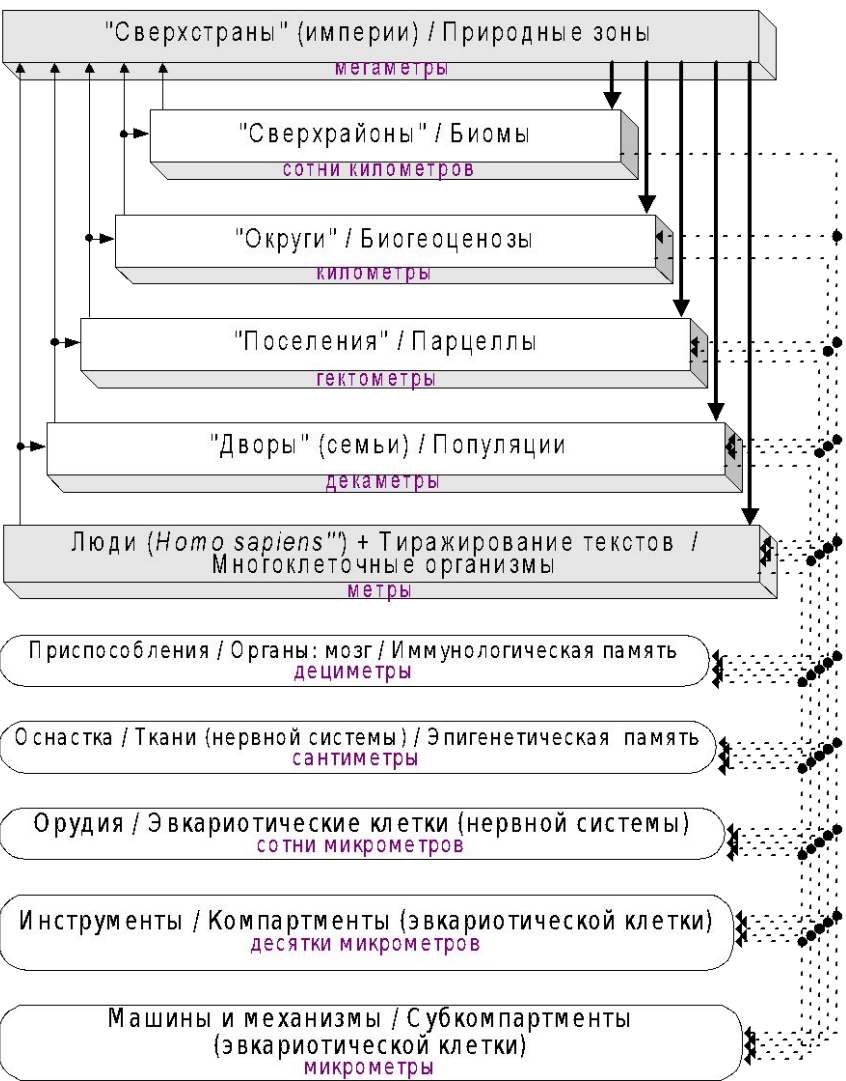 "Сверхстраны" (империи) / Природные зоны
мегаметры
"Сверхрайоны" / Биомы
сотни километров
"Округи" / Биогеоценозы
километры
"Поселения" / Парцеллы
гектометры
"Дворы" (семьи) / Популяции
декаметры
Люди (Homo sapiens''') + Тиражирование текстов /
Многоклеточные организмы
метры
Приспособления / Органы: мозг / Иммунологическая память
дециметры
Оснастка / Ткани (нервной системы) / Эпигенетическая память
сантиметры
Орудия / Эвкариотические клетки (нервной системы)
сотни микрометров
Инструменты / Компартменты (эвкариотической клетки)
десятки микрометров
Машины и механизмы / Субкомпартменты
(эвкариотической клетки)
микрометры